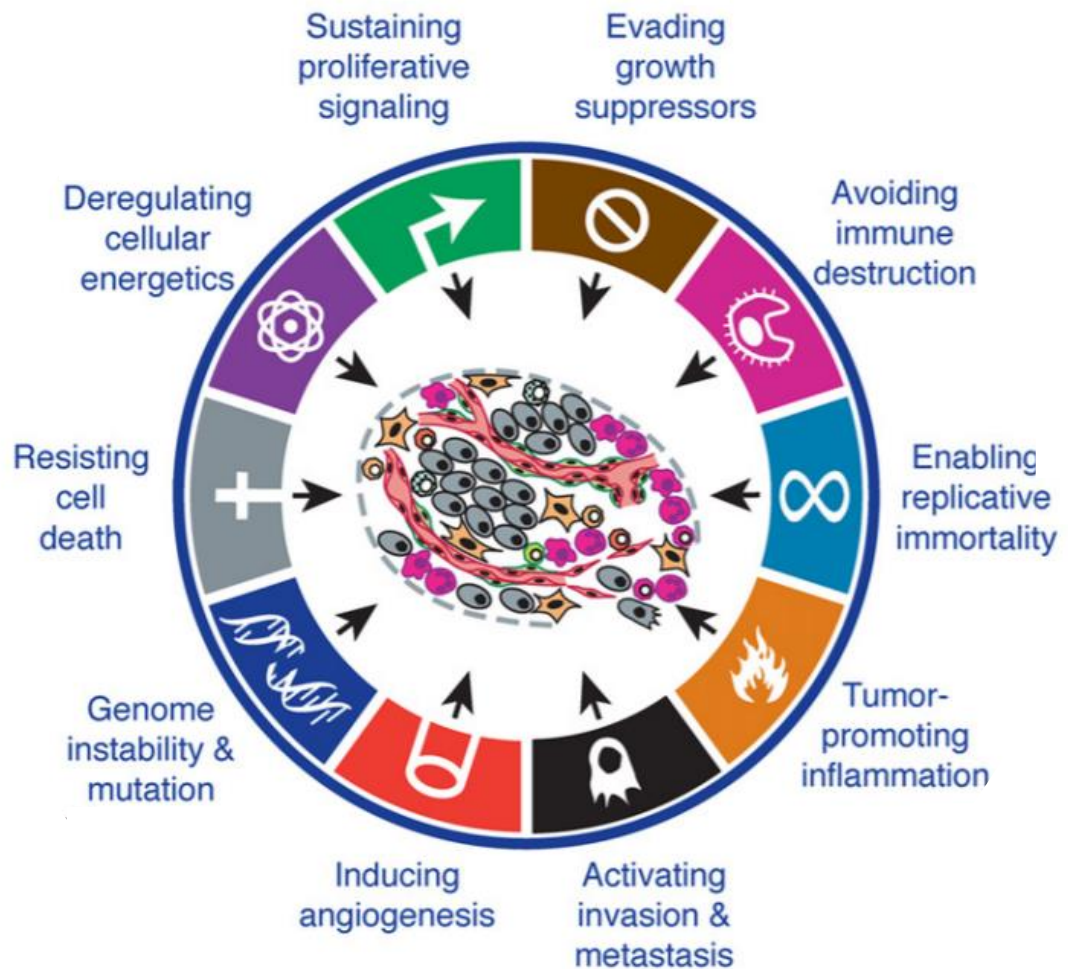 Sustaining
proliferative
signaling
Evading
growth
suppressors
Deregulating
cellular
energetics
Avoiding
immune
destruction
Resisting
cell
death
Enabling
replicative
immortality
Genome
instability &
mutation
Tumor-
promoting
inflammation
Inducing
angiogenesis
Activating
invasion &
metastasis